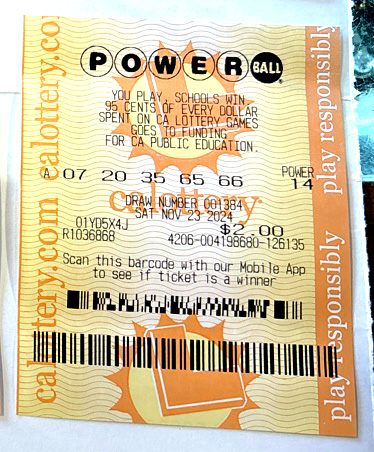 POWER BALL
YOU PLAY, SCHOOLS WIN.
95 CENTS OF EVERY DOLLAR
SPENT ON CA LOTTERY GAMES
GOES TO FUNDING
FOR CA PUBLIC EDUCATION.
A 07 20 35 65 66 POWER 14
calottery
DRAW NUMBER 001384
SAT NOV 23 2024
01YD5X4J $2.00
R1036868 4206-004198680-126135
Scan this barcode with our Mobile App
to see if ticket is a winner
calottery.com calottery.co
play responsibly play responsibly